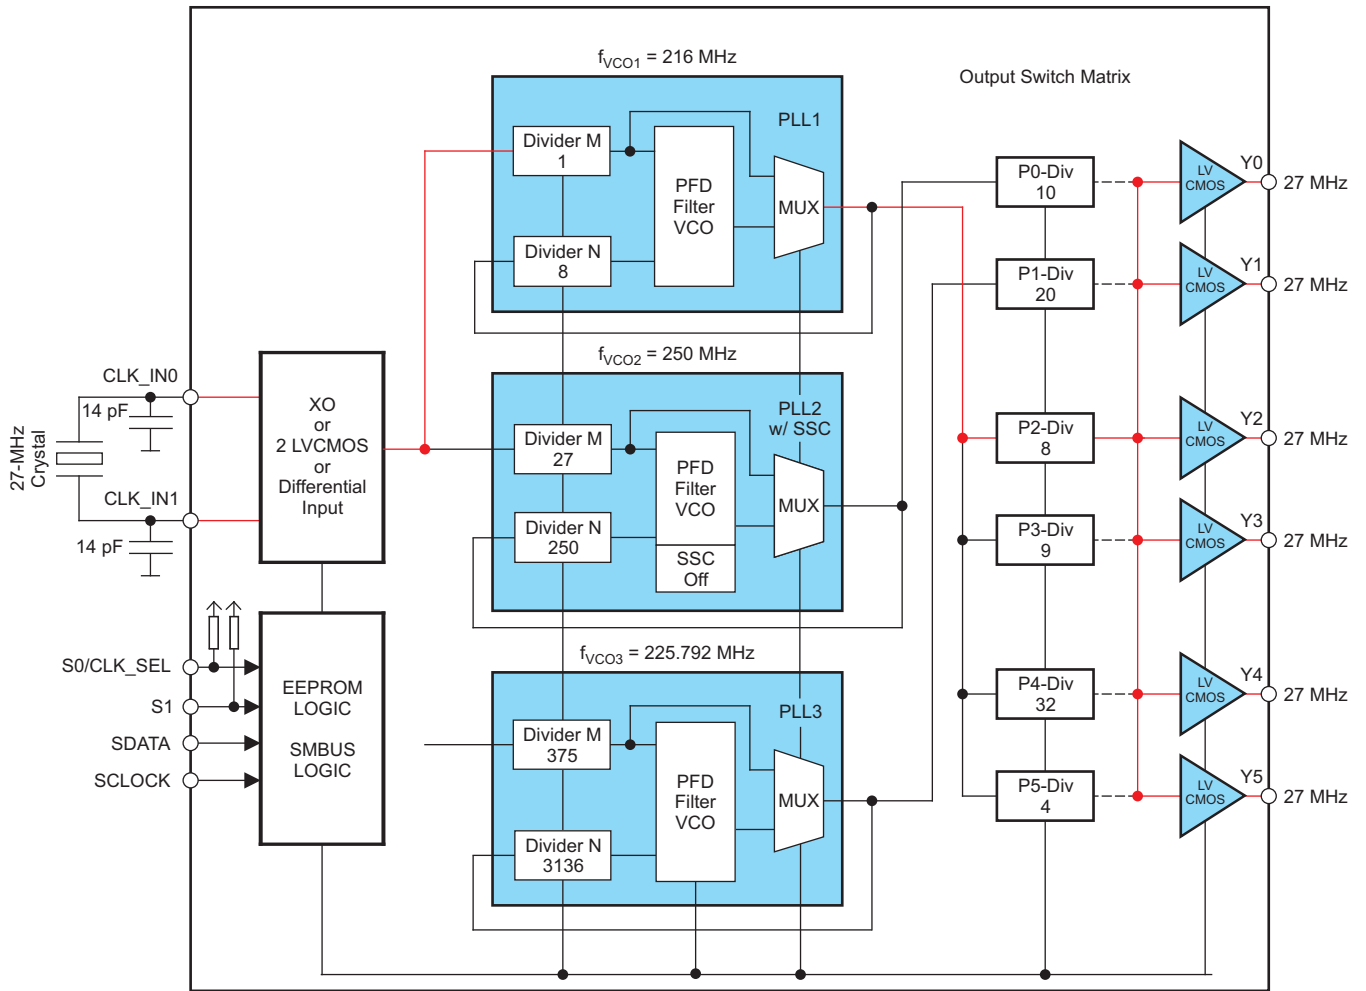 fVCO1 = 216 MHz
Output Switch Matrix
PLL1
Divider M
1
PFD
Filter
VCO
MUX
Divider N
8
P0-Div
10
LV
CMOS
Y0
27 MHz
P1-Div
20
LV
CMOS
Y1
27 MHz
fVCO2 = 250 MHz
CLK_IN0
14 pF
27-MHz
Crystal
CLK_IN1
14 pF
XO
or
2 LVCMOS
or
Differential
Input
PLL2
w/ SSC
Divider M
27
PFD
Filter
VCO
SSC
Off
MUX
Divider N
250
P2-Div
8
LV
CMOS
Y2
27 MHz
P3-Div
9
LV
CMOS
Y3
27 MHz
S0/CLK_SEL
S1
SDATA
SCLOCK
EEPROM
LOGIC
SMBUS
LOGIC
fVCO3 = 225.792 MHz
PLL3
Divider M
375
PFD
Filter
VCO
MUX
Divider N
3136
P4-Div
32
LV
CMOS
Y4
27 MHz
P5-Div
4
LV
CMOS
Y5
27 MHz